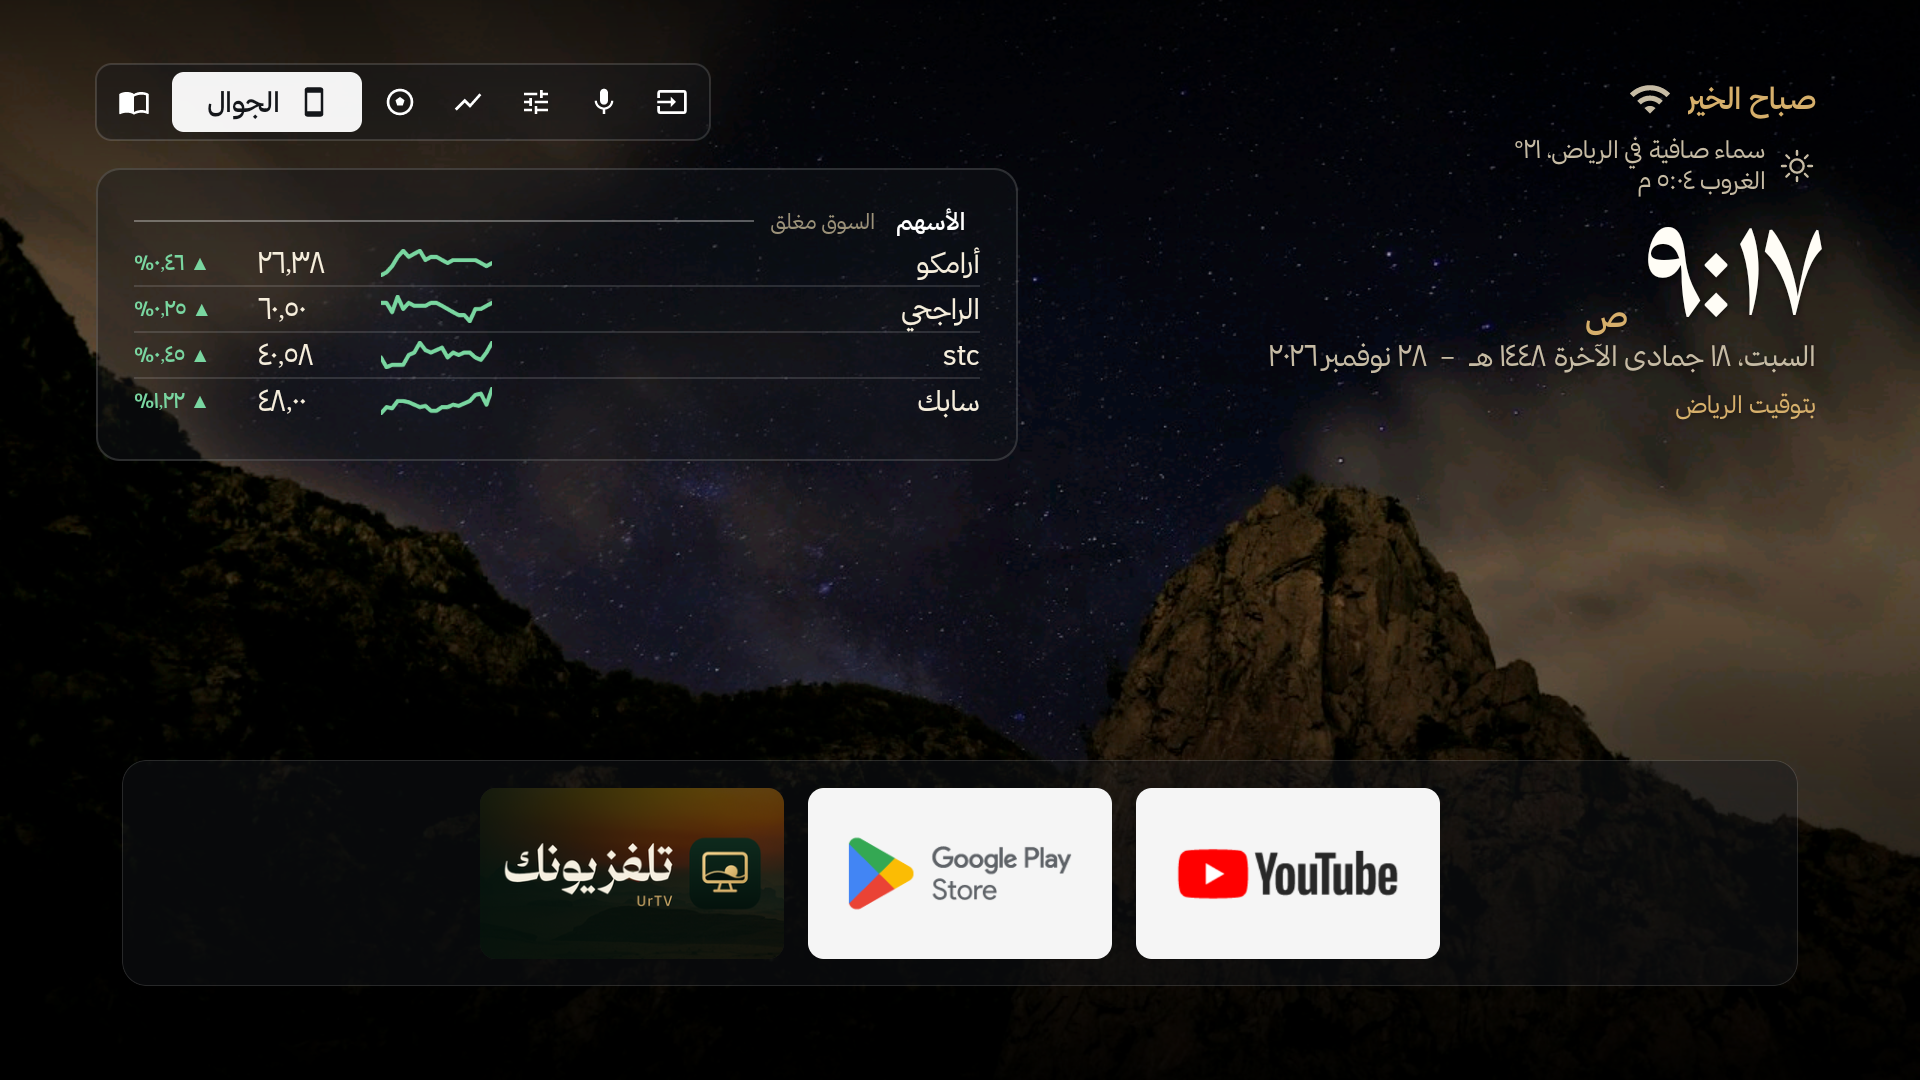 صباح الخير
سماء صافية في الرياض، ٢١°
الغروب ٥:٠٤ م
٩:١٧ ص
السبت، ١٨ جمادى الآخرة ١٤٤٨ هـ – ٢٨ نوفمبر ٢٠٢٦
بتوقيت الرياض
الجوال
الأسهم السوق مغلق
أرامكو ٢٦,٣٨ ▲ ٠,٤٦%
الراجحي ٦٠,٥٠ ▲ ٠,٢٥%
stc ٤٠,٥٨ ▲ ٠,٤٥%
سابك ٤٨,٠٠ ▲ ١,٢٢%
YouTube
Google Play
Store
تلفزيونك
UrTV